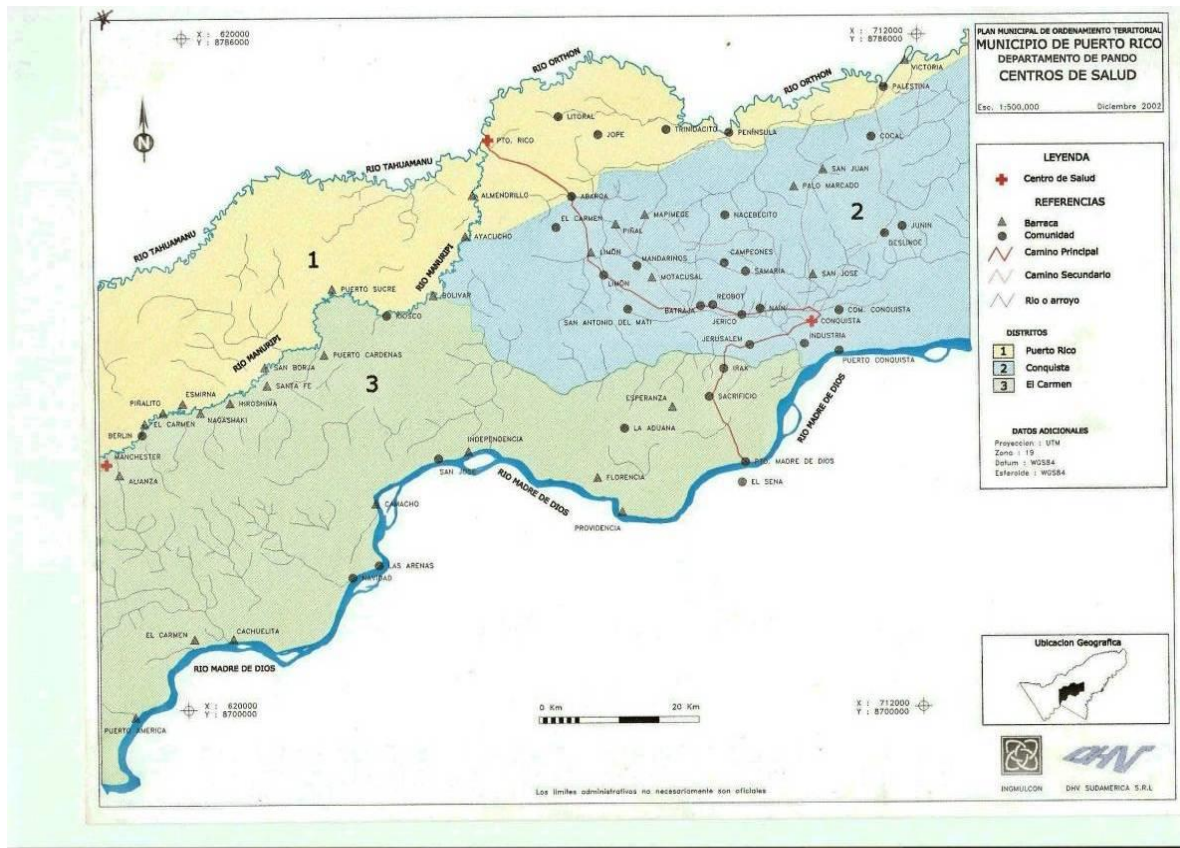 X : 620000
Y : 8786000
X : 712000
Y : 8786000
PLAN MUNICIPAL DE ORDENAMIENTO TERRITORIAL
MUNICIPIO DE PUERTO RICO
DEPARTAMENTO DE PANDO
CENTROS DE SALUD
Esc. 1:500,000 Diciembre 2002
N
RIO ORTHON
RIO ORTHON
VICTORIA
PALESTINA
LITORAL
JOPE
TRINIDACITO
PENÍNSULA
COCAL
PTO. RICO
RIO TAHUAMANU
SAN JUAN
PALO MARCADO
ALMENDRILLO
ABAROA
2
EL CARMEN
MAPIMEGE
PIÑAL
NACEBECITO
JUNIN
DESLINDE
AYACUCHO
RIO TAHUAMANU
1
RIO MANURIPI
LIMÓN
MANDARINOS
CAMPEONES
SAMARIA
SAN JOSE
LIMÓN
MOTACUSAL
PUERTO SUCRE
BOLIVAR
KIOSCO
SAN ANTONIO DEL MATI
BATRAJA
REOBOT
JERICO
NAÍN
COM. CONQUISTA
CONQUISTA
INDUSTRIA
JERUSALEM
PUERTO CONQUISTA
RIO MANURIPI
PUERTO CARDENAS
SAN BORJA
SANTA FE
3
IRAK
SACRIFICIO
ESPERANZA
LA ADUANA
RIO MADRE DE DIOS
PIÑALITO
ESMIRNA
HIROSHIMA
EL CARMEN
NAGASHAKI
BERLIN
MANCHESTER
ALIANZA
INDEPENDENCIA
SAN JOSE
RIO MADRE DE DIOS
FLORENCIA
PTO. MADRE DE DIOS
EL SENA
PROVIDENCIA
CAMACHO
LAS ARENAS
NAVIDAD
EL CARMEN
CACHUELITA
RIO MADRE DE DIOS
PUERTO AMERICA
X : 620000
Y : 8700000
0 Km 20 Km
X : 712000
Y : 8700000
Los limites administrativos no necesariamente son oficiales
LEYENDA
Centro de Salud
REFERENCIAS
Barraca
Comunidad
Camino Principal
Camino Secundario
Rio o arroyo
DISTRITOS
1 Puerto Rico
2 Conquista
3 El Carmen
DATOS ADICIONALES
Proyeccion : UTM
Zona : 19
Datum : WGS84
Esferoide : WGS84
Ubicacion Geografica
INGMULCON
DHV
DHV SUDAMERICA S.R.L